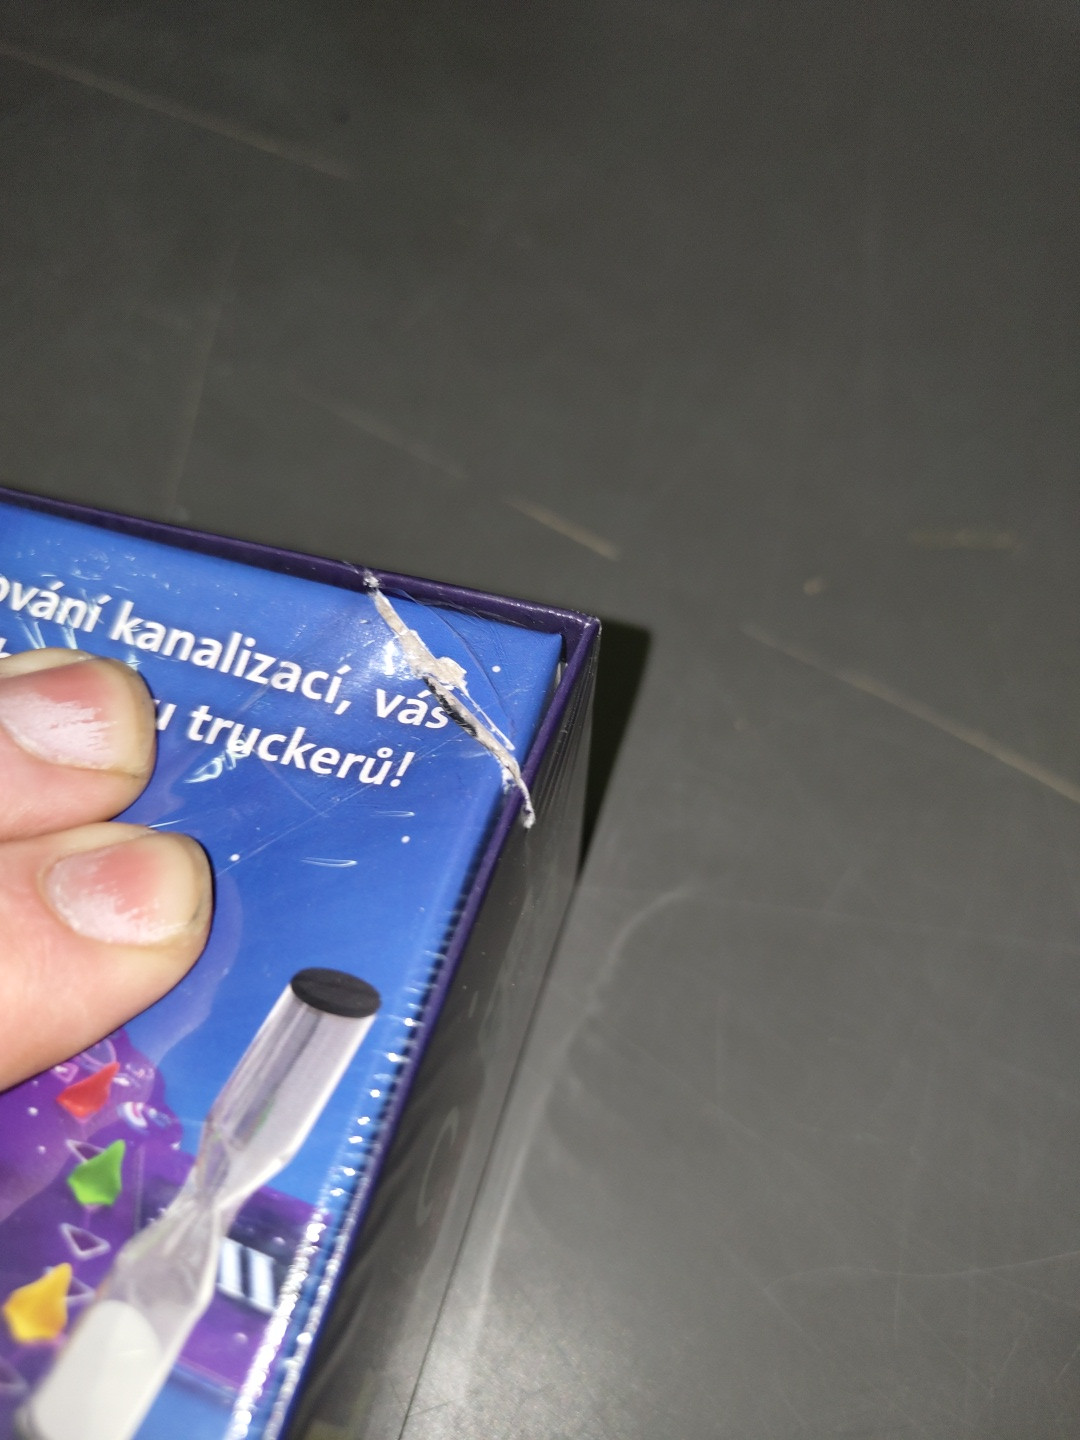 ování kanalizací, vás
u truckerů!